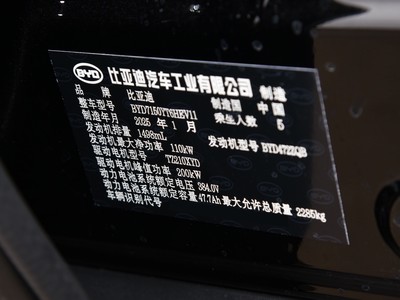 BYD 比亚迪汽车工业有限公司 制造
品 牌 比亚迪 制造国 中国
整车型号 BYD7150TT6HEV11 乘坐人数 5
制造年月 2025 年 1 月
发动机排量 1498mL 发动机型号 BYD472QB
发动机最大净功率 110kW
驱动电机型号 TZ210XYD
驱动电机峰值功率 200kW
动力电池系统额定电压 384.0V
动力电池系统额定容量 47.7Ah 最大允许总质量 2285kg
车辆识别代号